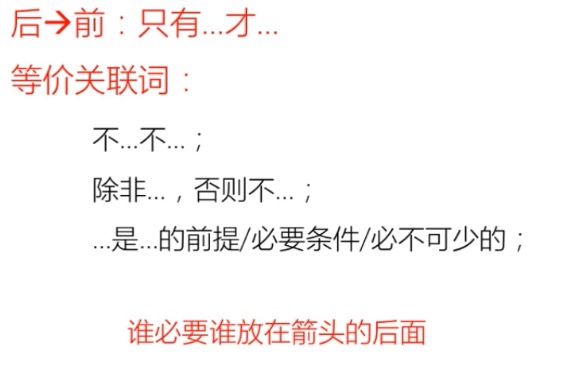 后→前：只有…才…
等价关联词：
不…不…；
除非…，否则不…；
…是…的前提/必要条件/必不可少的；
谁必要谁放在箭头的后面